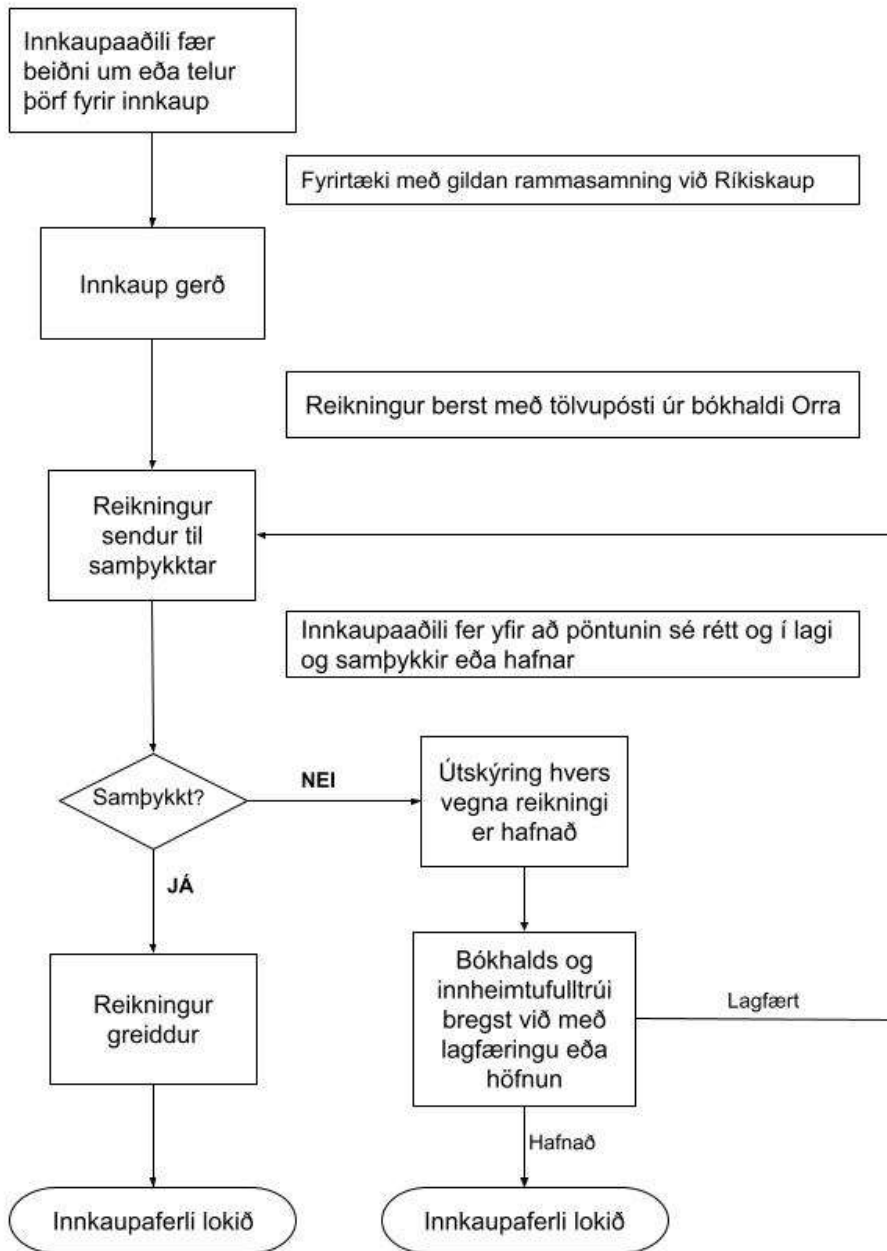 Innkaupaaðili fær
beiðni um eða telur
þörf fyrir innkaup
Fyrirtæki með gildan rammasamning við Ríkiskaup
Innkaup gerð
Reikningur berst með tölvupósti úr bókhaldi Orra
Reikningur
sendur til
samþykktar
Innkaupaaðili fer yfir að pöntunin sé rétt og í lagi
og samþykkir eða hafnar
Samþykkt?
NEI
Útskýring hvers
vegna reikningi
er hafnað
JÁ
Reikningur
greiddur
Bókhalds og
innheimtufulltrúi
bregst við með
lagfæringu eða
höfnun
Lagfært
Hafnað
Innkaupaferli lokið
Innkaupaferli lokið